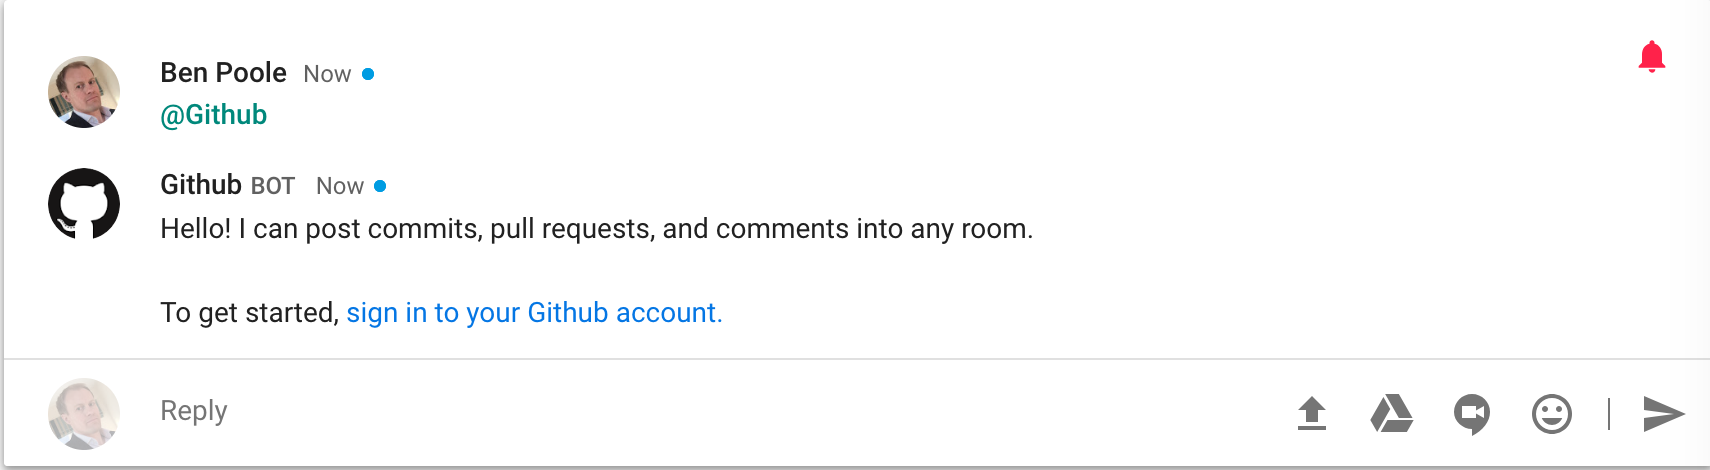 Ben Poole Now
@Github
Github BOT Now
Hello! I can post commits, pull requests, and comments into any room.
To get started, sign in to your Github account.
Reply